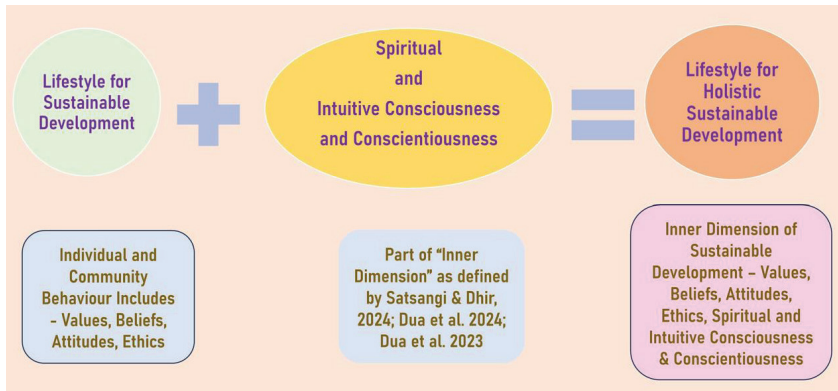 Lifestyle for
Sustainable
Development
Spiritual
and
Intuitive Consciousness
and Conscientiousness
Lifestyle for
Holistic
Sustainable
Development
Individual and
Community
Behaviour Includes
– Values, Beliefs,
Attitudes, Ethics
Part of “Inner
Dimension” as defined
by Satsangi & Dhir,
2024; Dua et al. 2024;
Dua et al. 2023
Inner Dimension of
Sustainable
Development – Values,
Beliefs, Attitudes,
Ethics, Spiritual and
Intuitive Consciousness
& Conscientiousness